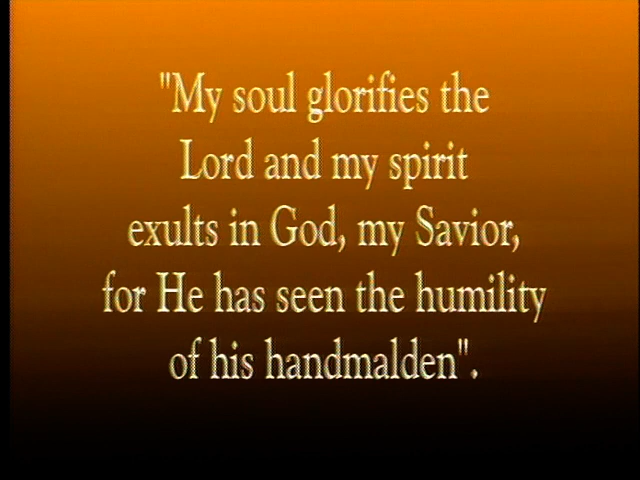 "My soul glorifies the
Lord and my spirit
exults in God, my Savior,
for He has seen the humility
of his handmalden".